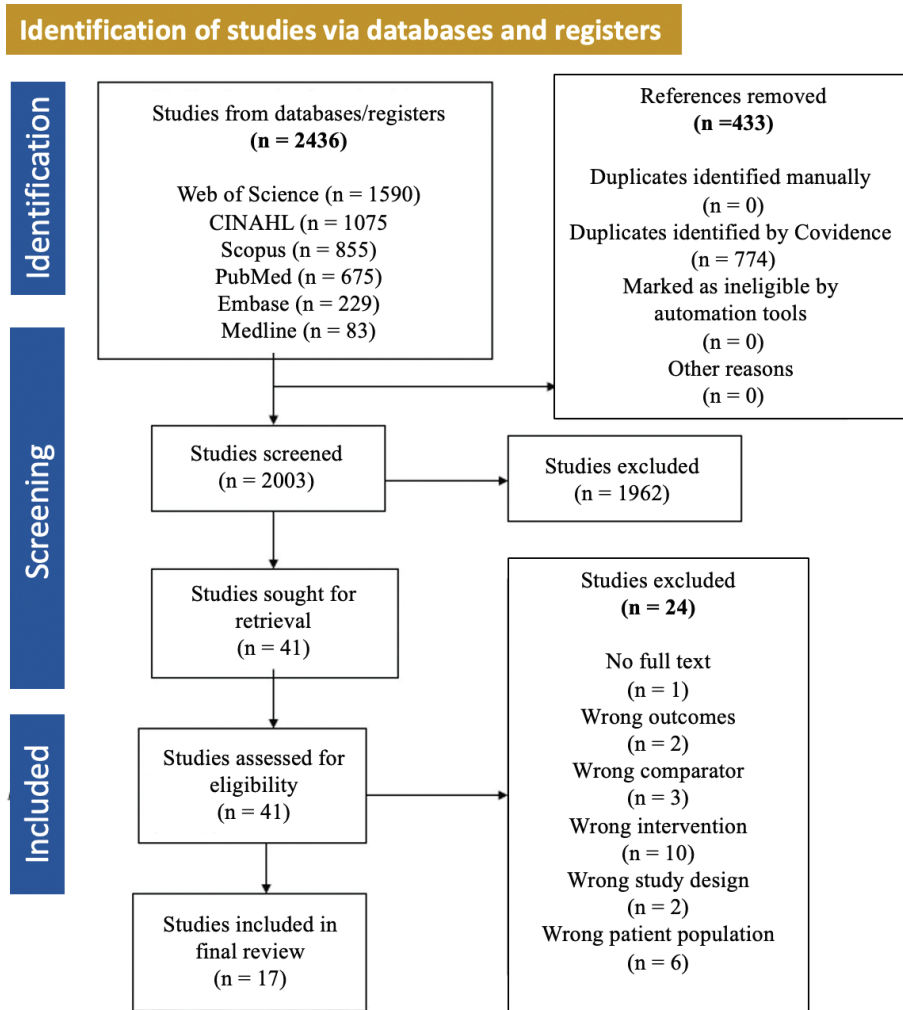 Identification of studies via databases and registers
Identification
Studies from databases/registers
(n = 2436)
Web of Science (n = 1590)
CINAHL (n = 1075
Scopus (n = 855)
PubMed (n = 675)
Embase (n = 229)
Medline (n = 83)
References removed
(n =433)
Duplicates identified manually
(n = 0)
Duplicates identified by Covidence
(n = 774)
Marked as ineligible by
automation tools
(n = 0)
Other reasons
(n = 0)
Screening
Studies screened
(n = 2003)
Studies excluded
(n = 1962)
Studies sought for
retrieval
(n = 41)
Included
Studies assessed for
eligibility
(n = 41)
Studies excluded
(n = 24)
No full text
(n = 1)
Wrong outcomes
(n = 2)
Wrong comparator
(n = 3)
Wrong intervention
(n = 10)
Wrong study design
(n = 2)
Wrong patient population
(n = 6)
Studies included in
final review
(n = 17)